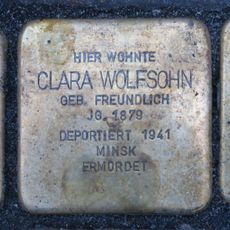 HIER WOHNTE
CLARA WOLFSOHN
GEB. FREUNDLICH
JG. 1879
DEPORTIERT 1941
MINSK
ERMORDET